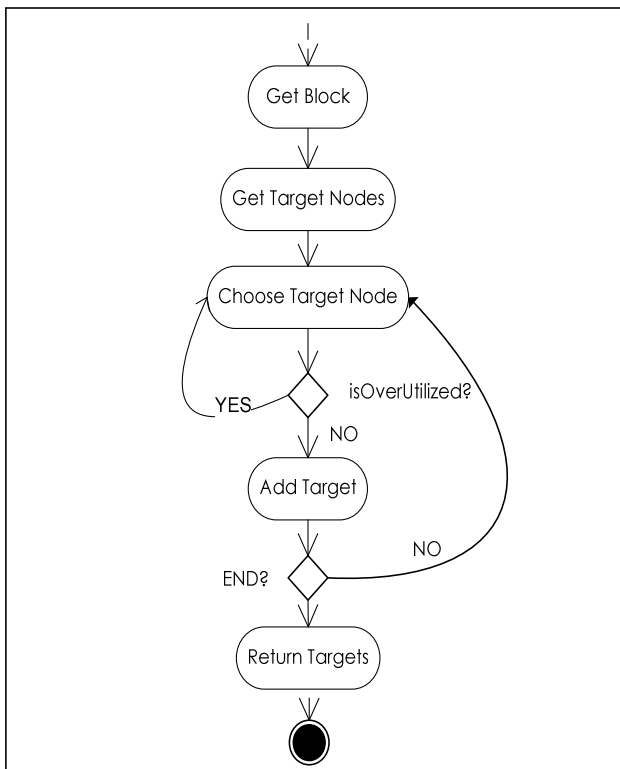 Get Block
Get Target Nodes
Choose Target Node
isOverUtilized?
YES
NO
Add Target
NO
END?
Return Targets